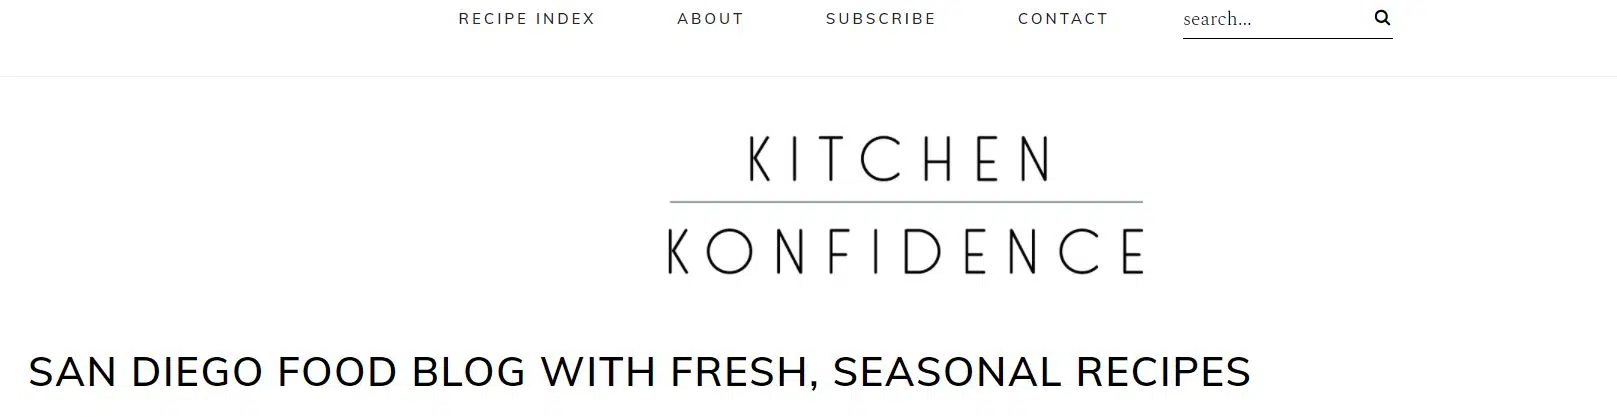 RECIPE INDEX ABOUT SUBSCRIBE CONTACT search...
KITCHEN
KONFIDENCE
SAN DIEGO FOOD BLOG WITH FRESH, SEASONAL RECIPES